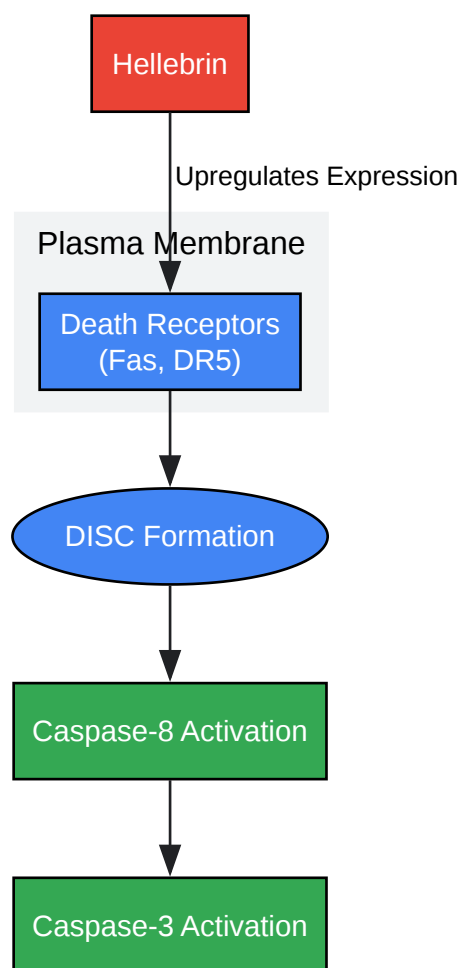 Hellebrin
Upregulates Expression
Plasma Membrane
Death Receptors
(Fas, DR5)
DISC Formation
Caspase-8 Activation
Caspase-3 Activation